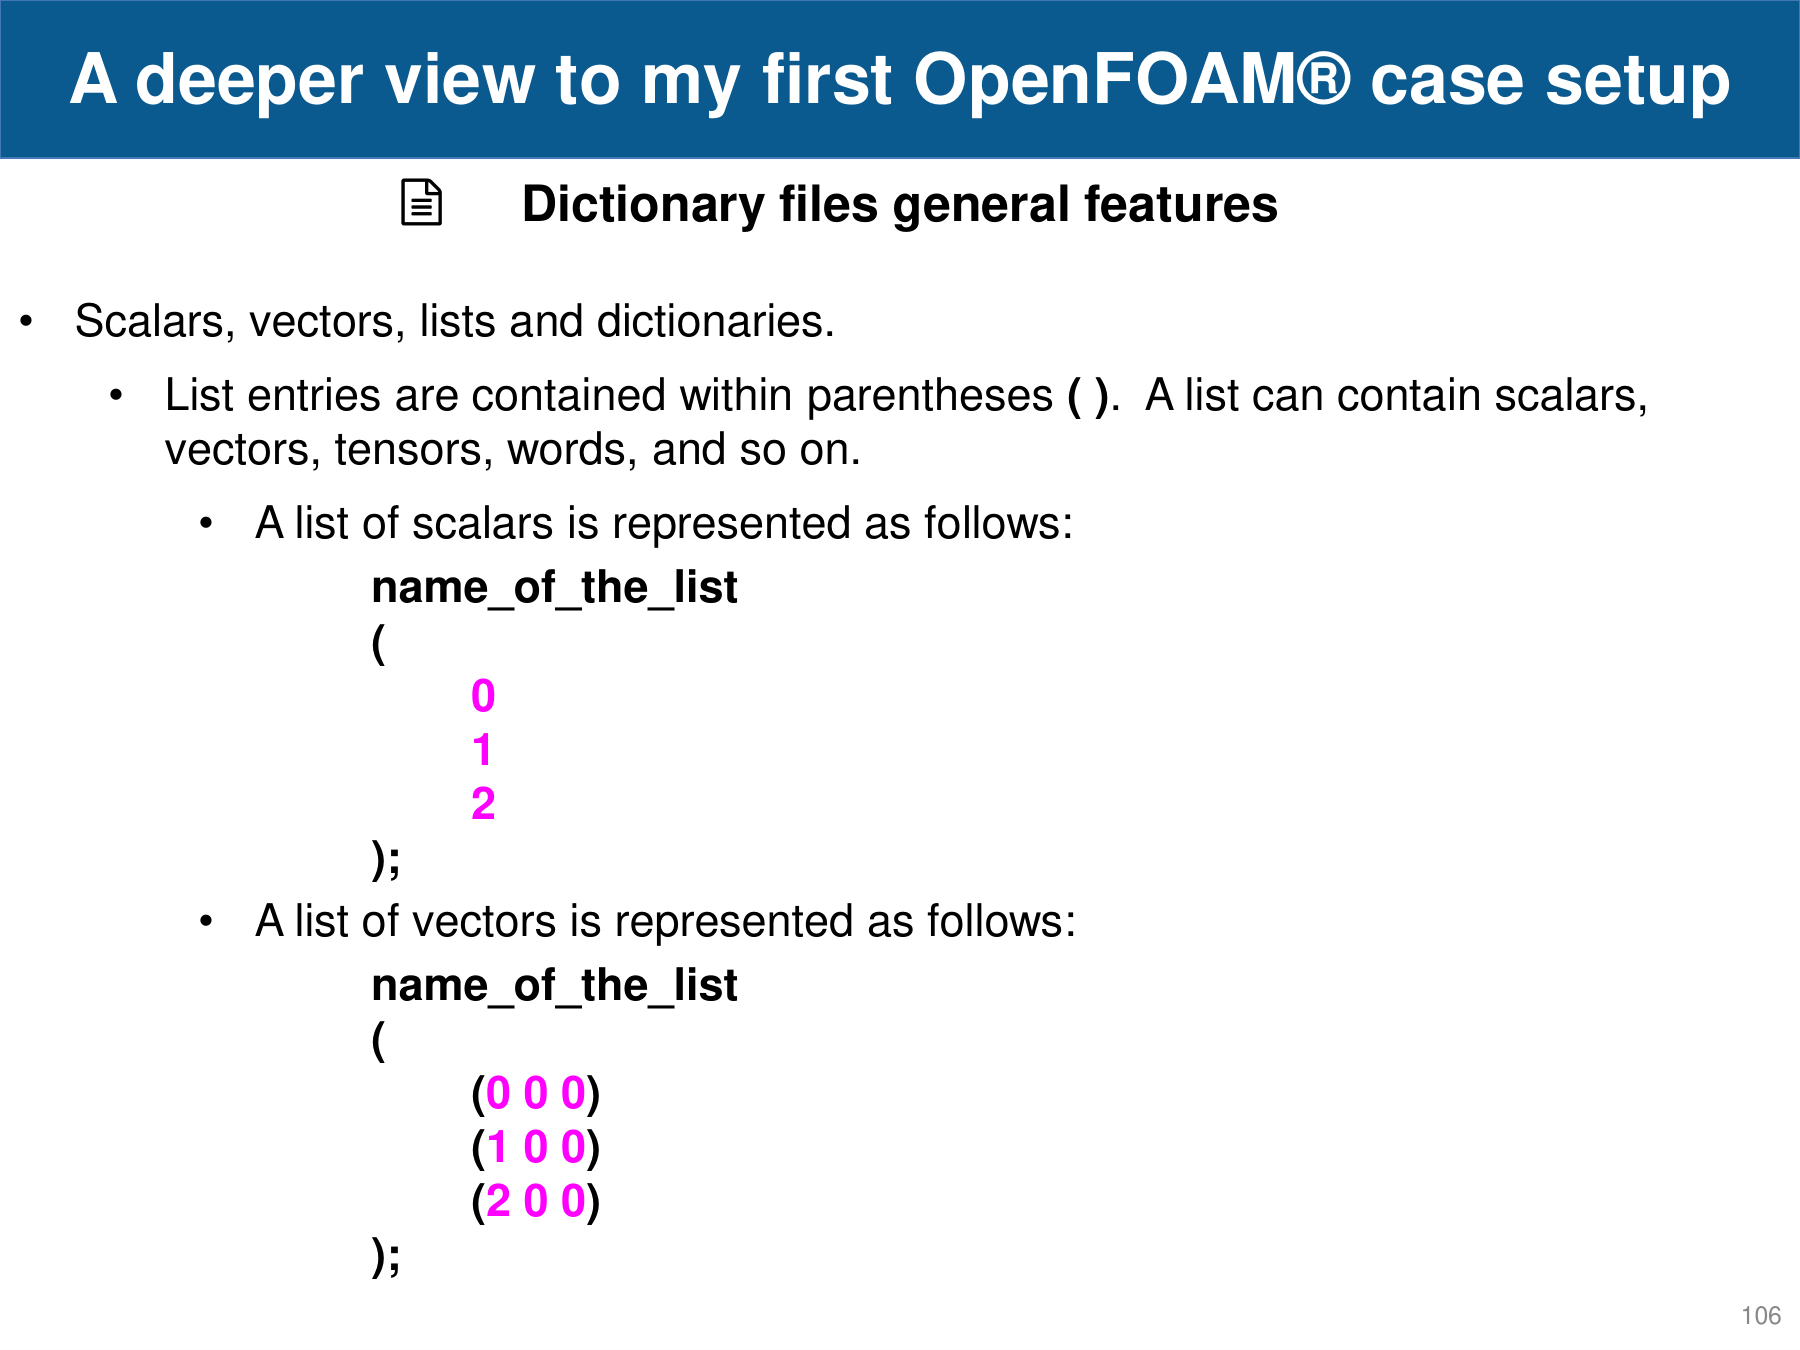 A deeper view to my first OpenFOAM® case setup
Dictionary files general features
• Scalars, vectors, lists and dictionaries.
• List entries are contained within parentheses ( ).  A list can contain scalars,
vectors, tensors, words, and so on.
• A list of scalars is represented as follows:
name_of_the_list
(
0
1
2
);
• A list of vectors is represented as follows:
name_of_the_list
(
(0 0 0)
(1 0 0)
(2 0 0)
);
106